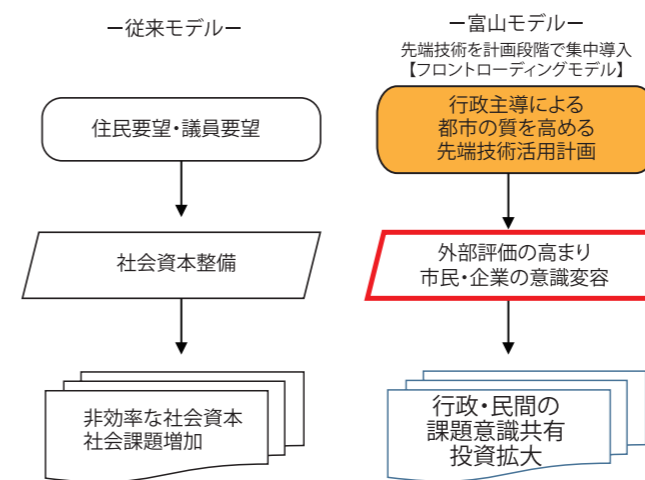 －従来モデル－
住民要望・議員要望
社会資本整備
非効率な社会資本
社会課題増加
－富山モデル－
先端技術を計画段階で集中導入
【フロントローディングモデル】
行政主導による
都市の質を高める
先端技術活用計画
外部評価の高まり
市民・企業の意識変容
行政・民間の
課題意識共有
投資拡大